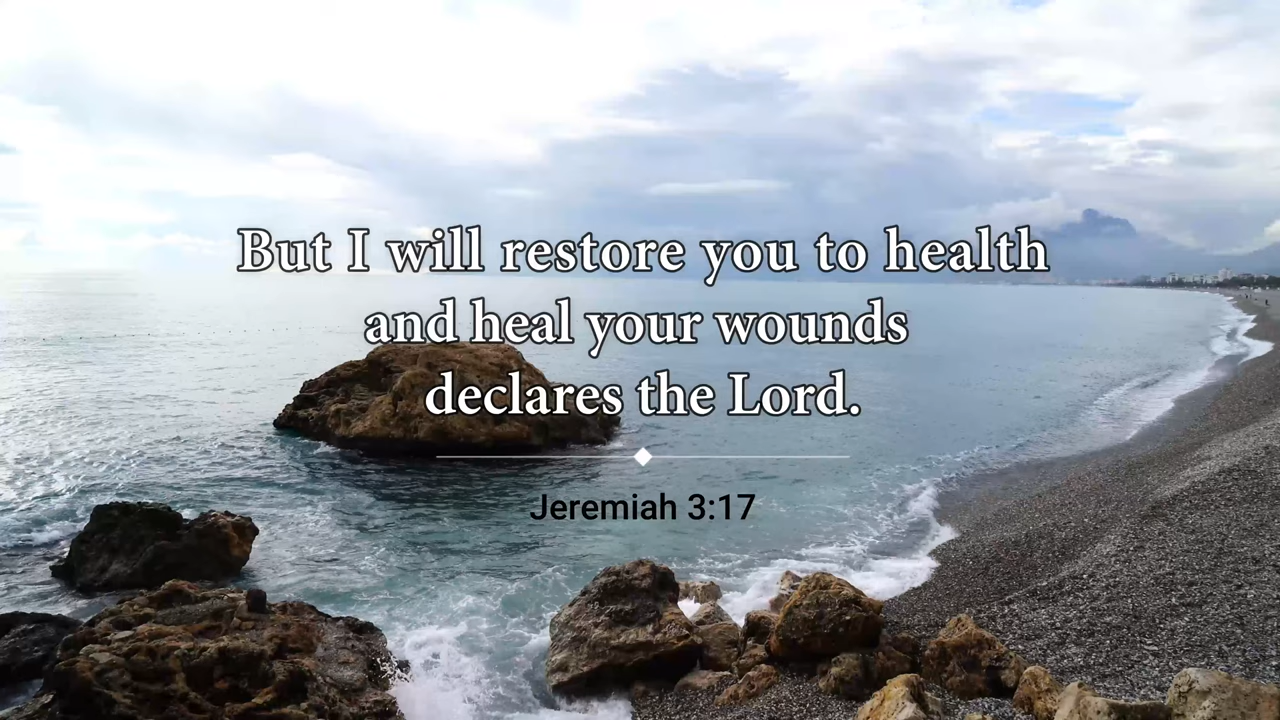 But I will restore you to health
and heal your wounds
declares the Lord.
Jeremiah 3:17